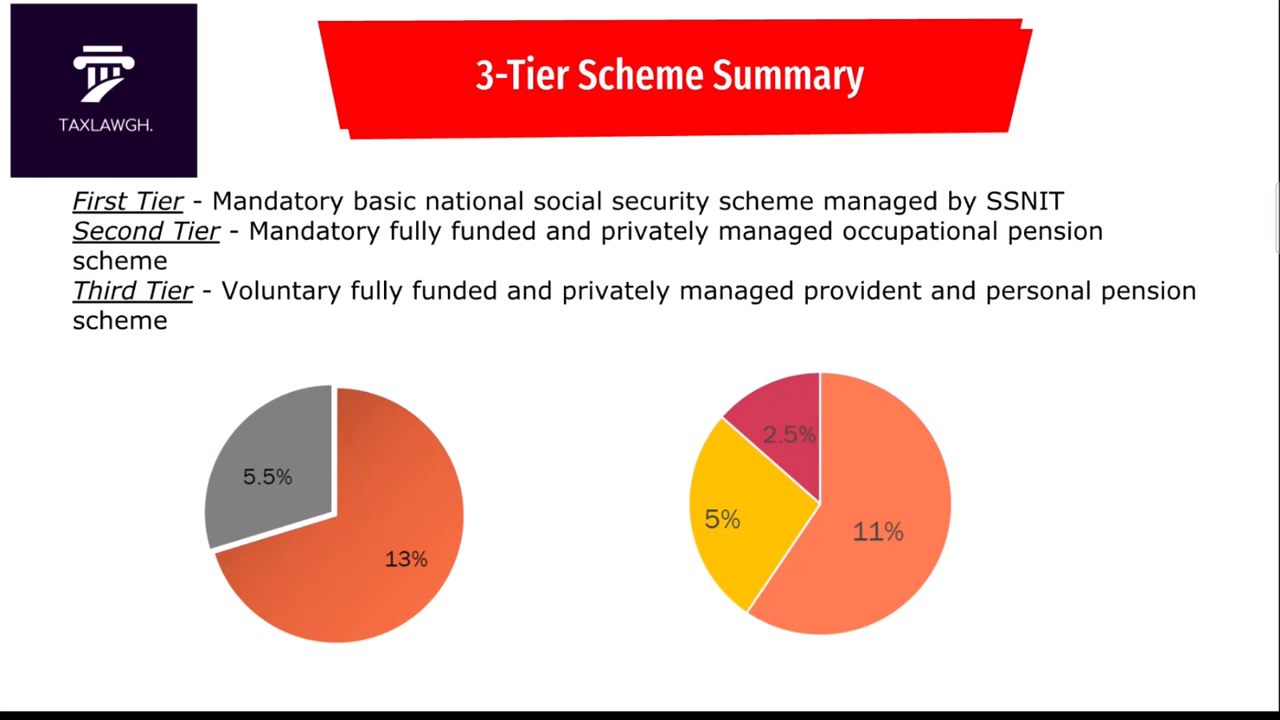 TAXLAWGH.
3-Tier Scheme Summary
First Tier - Mandatory basic national social security scheme managed by SSNIT
Second Tier - Mandatory fully funded and privately managed occupational pension
scheme
Third Tier - Voluntary fully funded and privately managed provident and personal pension
scheme
5.5%
13%
2.5%
5%
11%